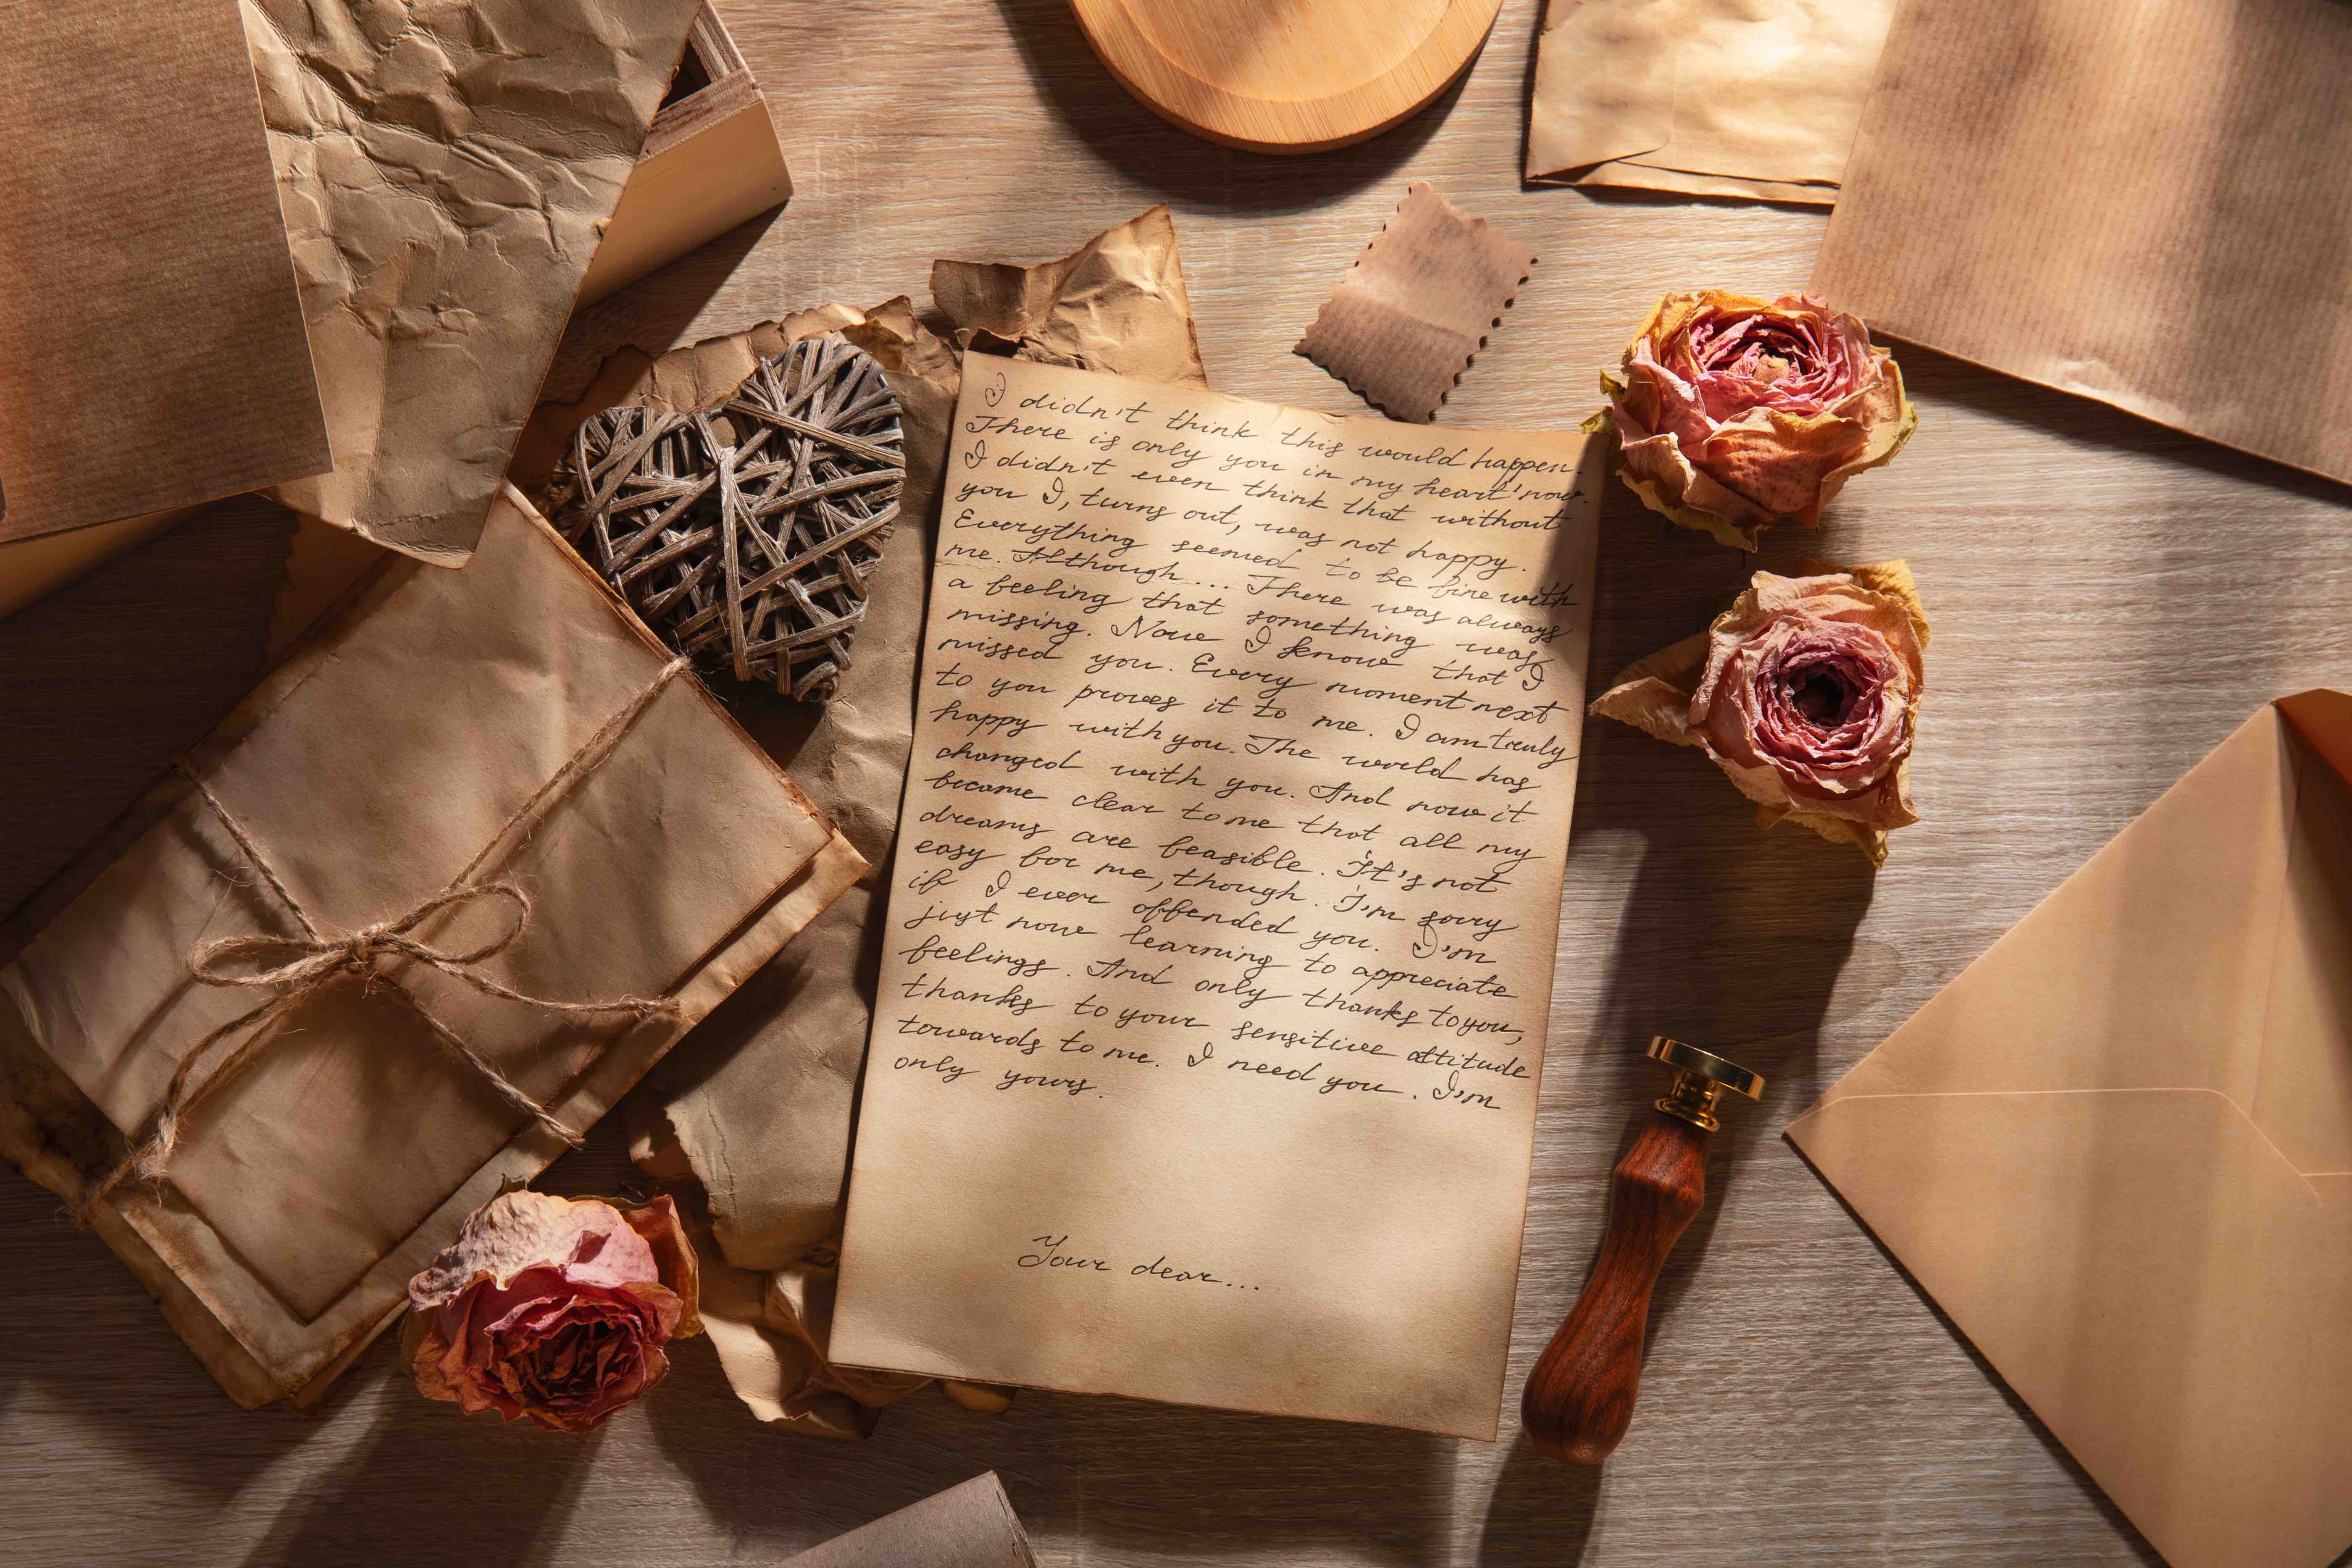 I didn't think this would happen.
There is only you in my heart now.
I didn't even think that without
you I, turns out, was not happy.
Everything seemed to be fine with
me. Although... There was always
a feeling that something was
missing. Now I know that I
missed you. Every moment next
to you proves it to me. I am truly
happy with you. The world has
changed with you. And now it
became clear to me that all my
dreams are feasible. It's not
easy for me, though. I'm sorry
if I ever offended you. I'm
just now learning to appreciate
feelings. And only thanks to you,
thanks to your sensitive attitude
towards to me. I need you. I'm
only yours.
Your dear...